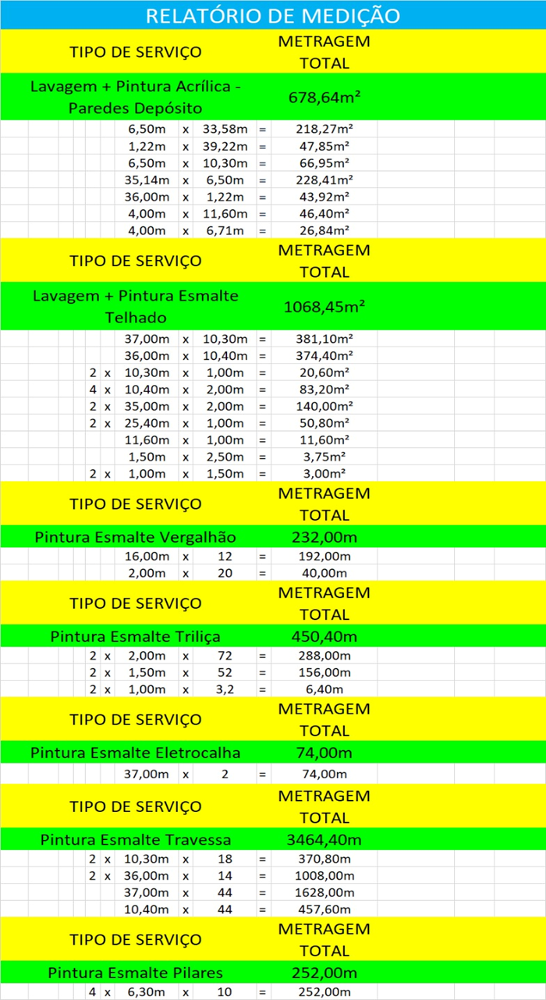 RELATÓRIO DE MEDIÇÃO
TIPO DE SERVIÇO METRAGEM TOTAL
Lavagem + Pintura Acrílica - Paredes Depósito 678,64m²
6,50m x 33,58m = 218,27m²
1,22m x 39,22m = 47,85m²
6,50m x 10,30m = 66,95m²
35,14m x 6,50m = 228,41m²
36,00m x 1,22m = 43,92m²
4,00m x 11,60m = 46,40m²
4,00m x 6,71m = 26,84m²
TIPO DE SERVIÇO METRAGEM TOTAL
Lavagem + Pintura Esmalte Telhado 1068,45m²
37,00m x 10,30m = 381,10m²
36,00m x 10,40m = 374,40m²
2 x 10,30m x 1,00m = 20,60m²
4 x 10,40m x 2,00m = 83,20m²
2 x 35,00m x 2,00m = 140,00m²
2 x 25,40m x 1,00m = 50,80m²
11,60m x 1,00m = 11,60m²
1,50m x 2,50m = 3,75m²
2 x 1,00m x 1,50m = 3,00m²
TIPO DE SERVIÇO METRAGEM TOTAL
Pintura Esmalte Vergalhão 232,00m
16,00m x 12 = 192,00m
2,00m x 20 = 40,00m
TIPO DE SERVIÇO METRAGEM TOTAL
Pintura Esmalte Triliça 450,40m
2 x 2,00m x 72 = 288,00m
2 x 1,50m x 52 = 156,00m
2 x 1,00m x 3,2 = 6,40m
TIPO DE SERVIÇO METRAGEM TOTAL
Pintura Esmalte Eletrocalha 74,00m
37,00m x 2 = 74,00m
TIPO DE SERVIÇO METRAGEM TOTAL
Pintura Esmalte Travessa 3464,40m
2 x 10,30m x 18 = 370,80m
2 x 36,00m x 14 = 1008,00m
37,00m x 44 = 1628,00m
10,40m x 44 = 457,60m
TIPO DE SERVIÇO METRAGEM TOTAL
Pintura Esmalte Pilares 252,00m
4 x 6,30m x 10 = 252,00m